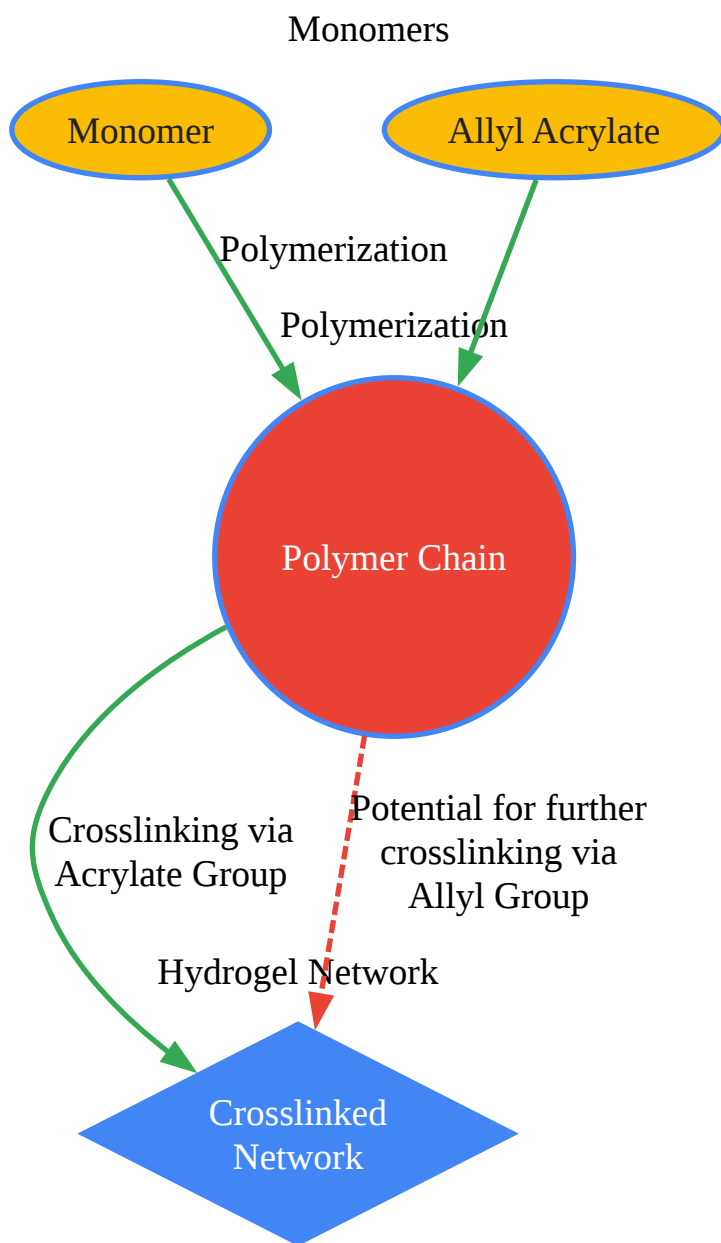 Monomers
Monomer
Allyl Acrylate
Polymerization
Polymerization
Polymer Chain
Crosslinking via
Acrylate Group
Potential for further
crosslinking via
Allyl Group
Hydrogel Network
Crosslinked
Network